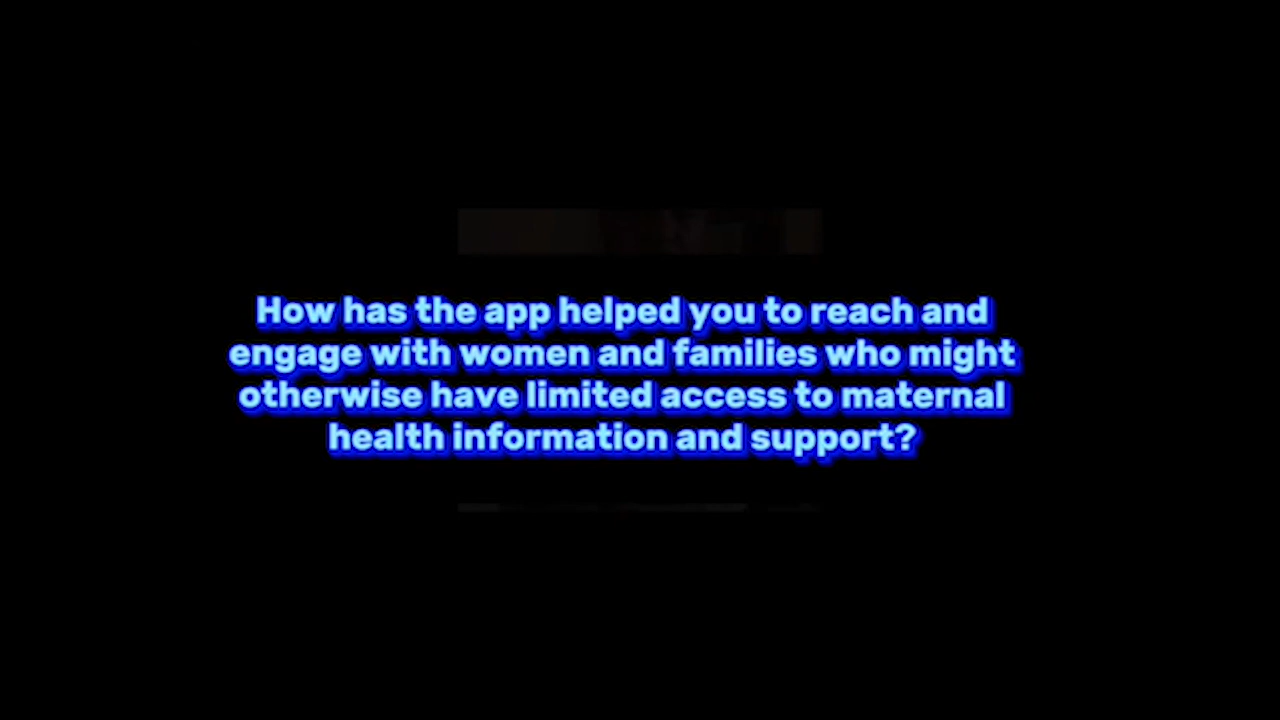 How has the app helped you to reach and
engage with women and families who might
otherwise have limited access to maternal
health information and support?